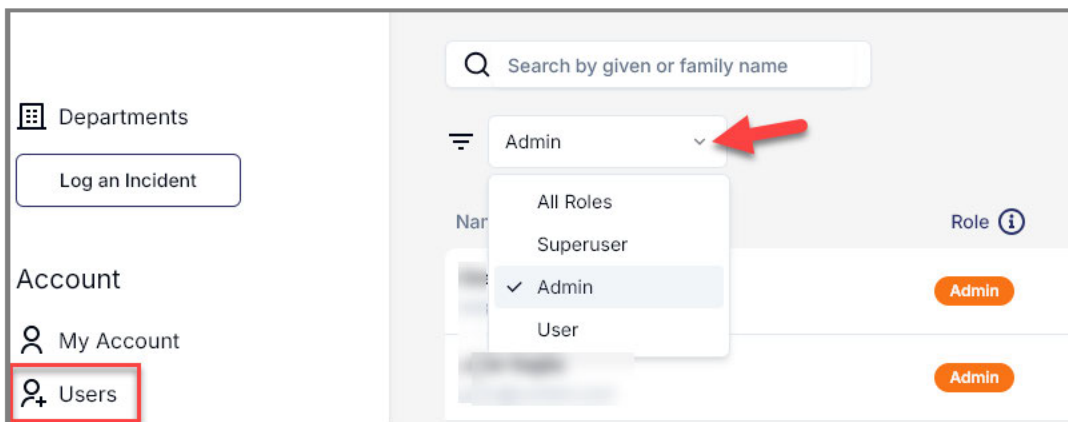 Departments
Log an Incident
Account
My Account
Users
Search by given or family name
Admin
All Roles
Superuser
Admin
User
Role
Admin
Admin